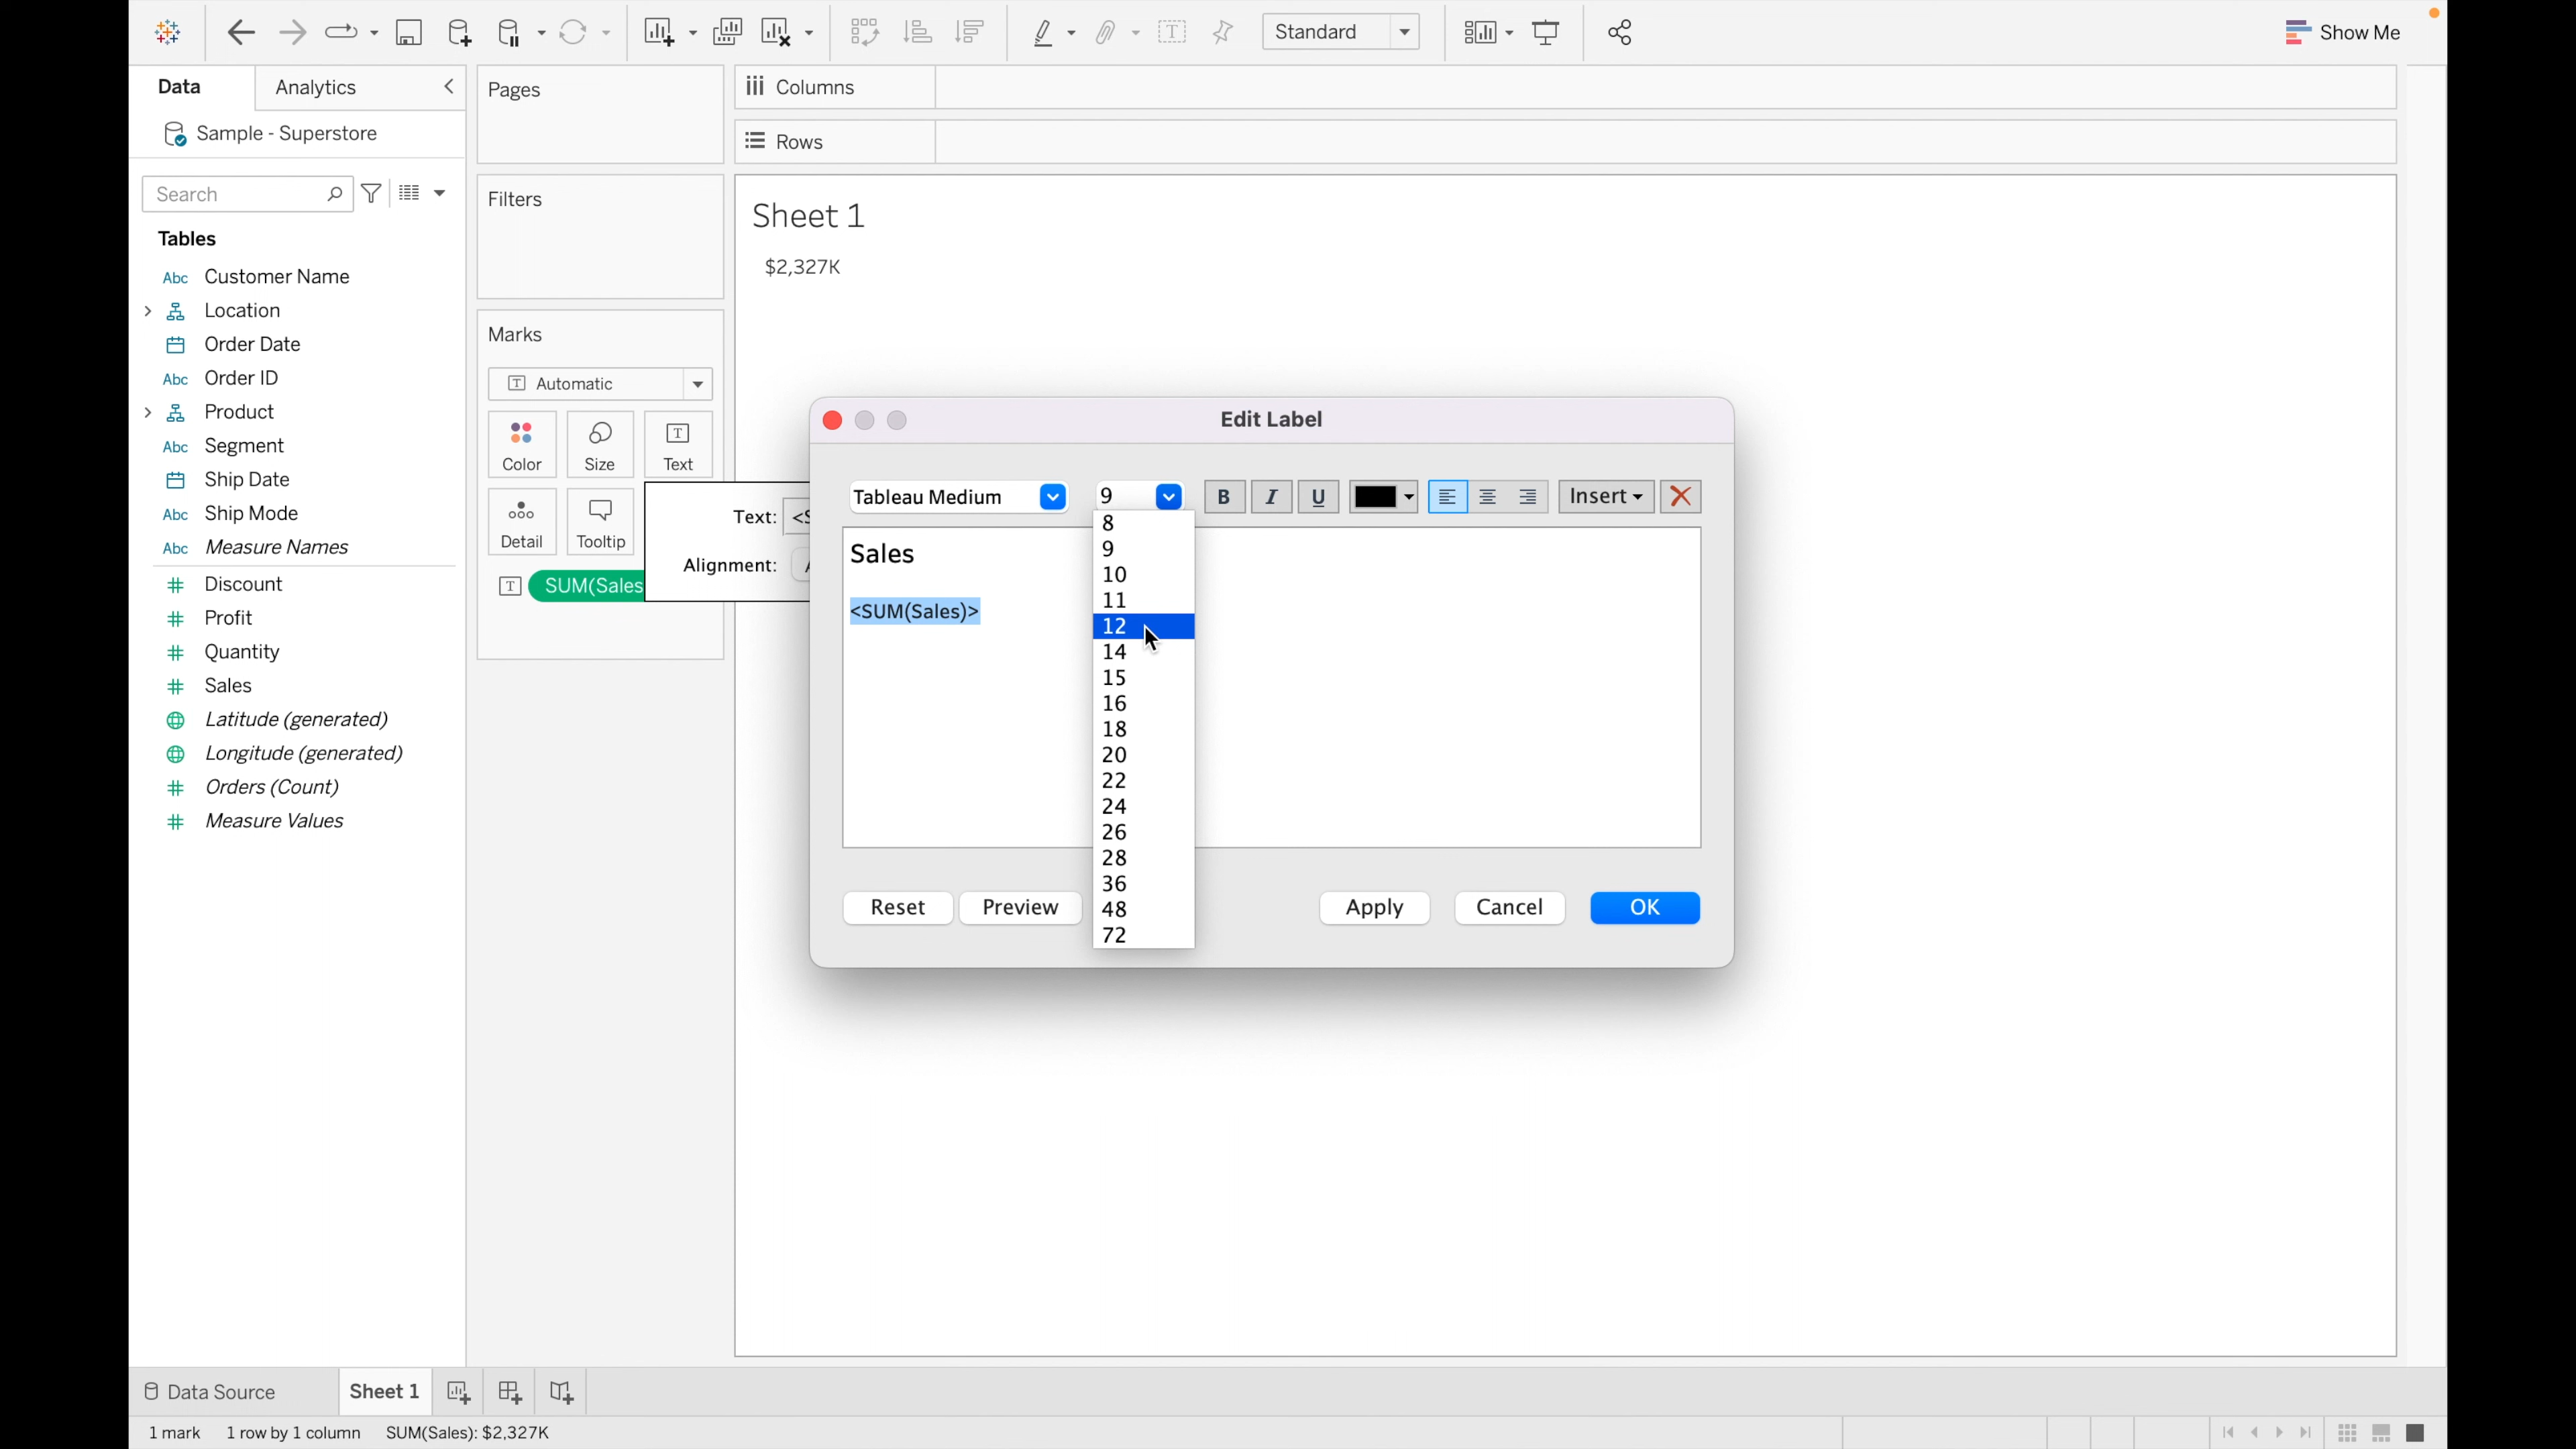 Standard
Show Me
Data
Analytics
Sample - Superstore
Search
Tables
Abc Customer Name
Location
Order Date
Abc Order ID
Product
Abc Segment
Ship Date
Abc Ship Mode
Abc Measure Names
# Discount
# Profit
# Quantity
# Sales
Latitude (generated)
Longitude (generated)
# Orders (Count)
# Measure Values
Pages
Filters
Marks
T Automatic
Color
Size
T Text
Detail
Tooltip
T SUM(Sales
Text: <S
Alignment:
Columns
Rows
Sheet 1
$2,327K
Edit Label
Tableau Medium
9
B I U
Insert
Sales
<SUM(Sales)>
8
9
10
11
12
14
15
16
18
20
22
24
26
28
36
48
72
Reset
Preview
Apply
Cancel
OK
Data Source
Sheet 1
1 mark 1 row by 1 column SUM(Sales): $2,327K